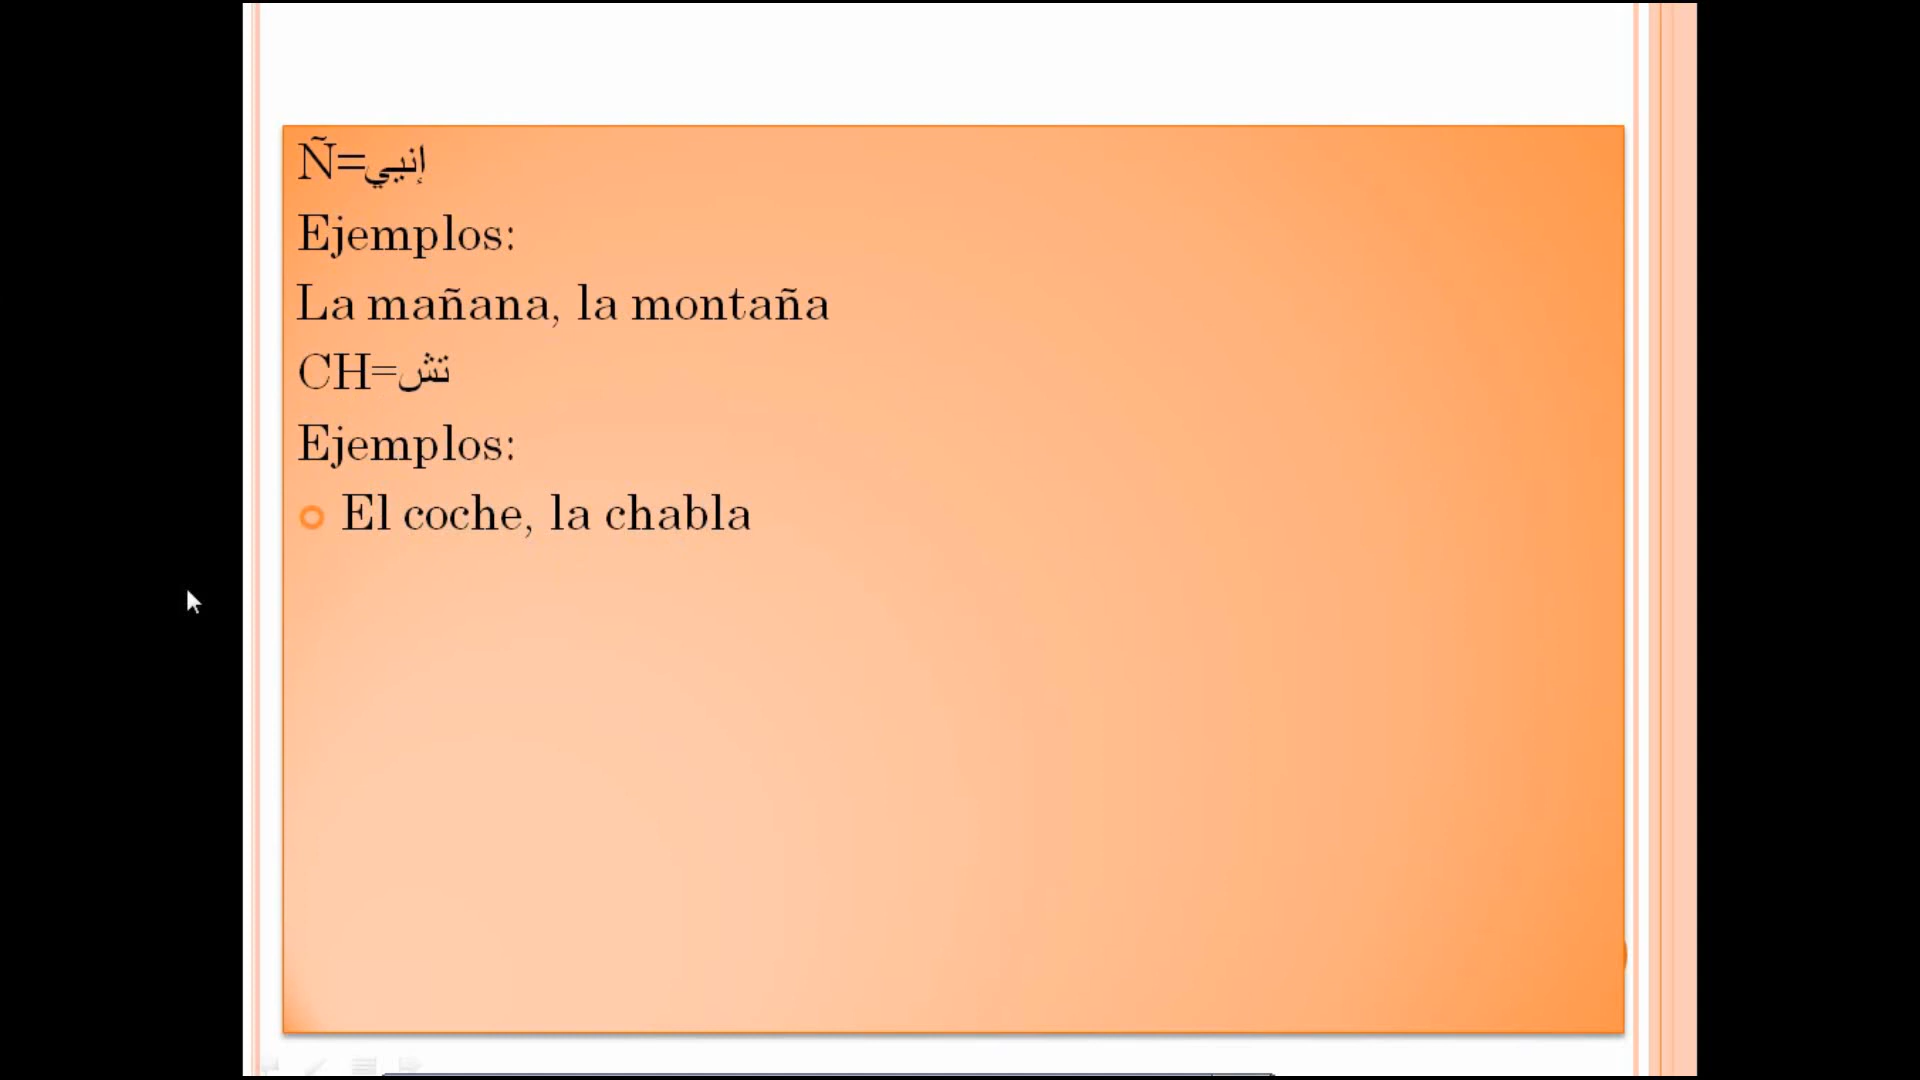 Ñ=إنيي
Ejemplos:
La mañana, la montaña
CH=تش
Ejemplos:
El coche, la chabla